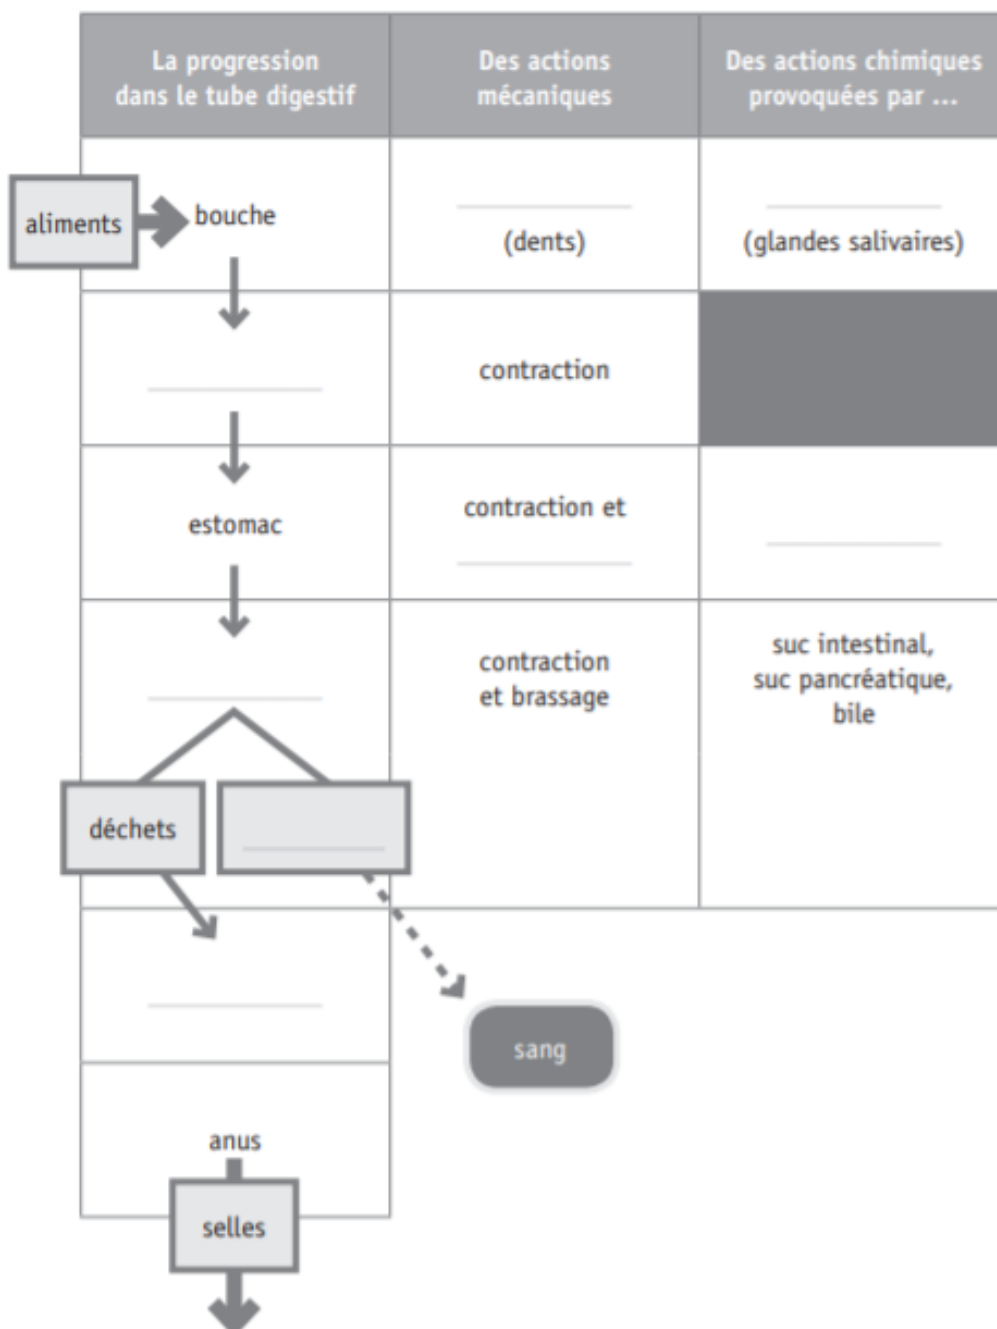 La progression
dans le tube digestif
Des actions
mécaniques
Des actions chimiques
provoquées par ...
aliments
bouche
(dents)
(glandes salivaires)
contraction
estomac
contraction et
contraction
et brassage
suc intestinal,
suc pancréatique,
bile
déchets
sang
anus
selles